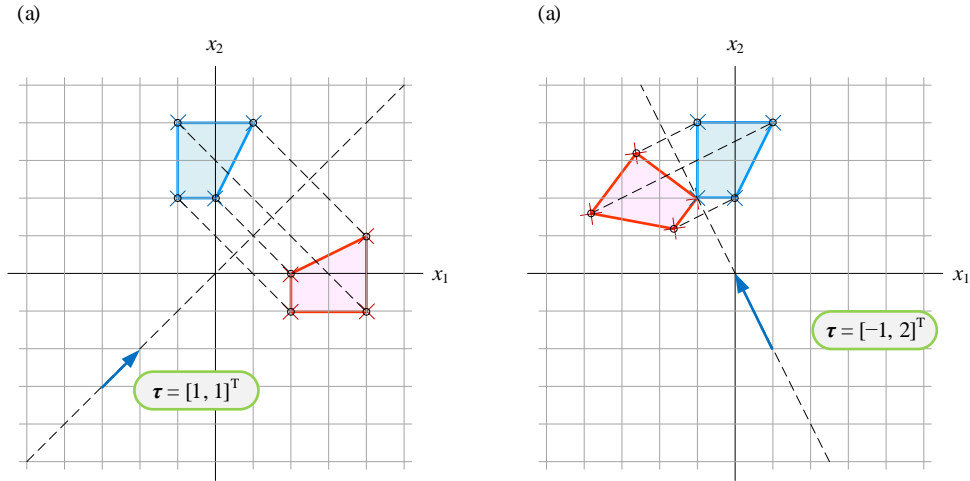 (a)
x₂
x₁
τ = [1, 1]ᵀ
(a)
x₂
x₁
τ = [−1, 2]ᵀ